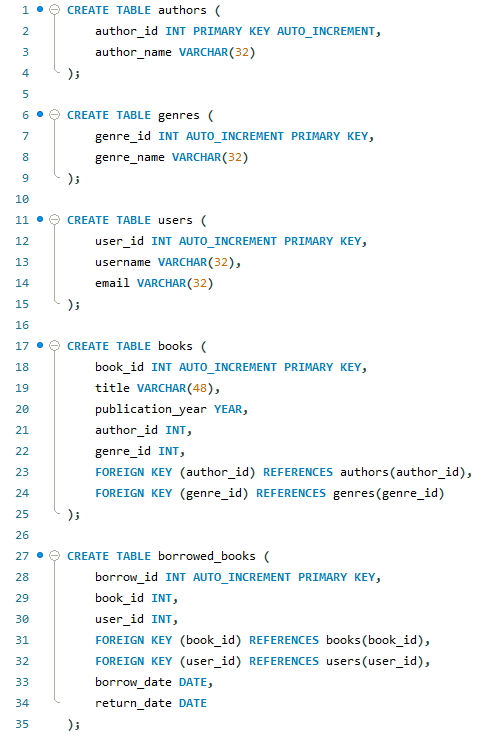 1 CREATE TABLE authors (
2 author_id INT PRIMARY KEY AUTO_INCREMENT,
3 author_name VARCHAR(32)
4 );
5
6 CREATE TABLE genres (
7 genre_id INT AUTO_INCREMENT PRIMARY KEY,
8 genre_name VARCHAR(32)
9 );
10
11 CREATE TABLE users (
12 user_id INT AUTO_INCREMENT PRIMARY KEY,
13 username VARCHAR(32),
14 email VARCHAR(32)
15 );
16
17 CREATE TABLE books (
18 book_id INT AUTO_INCREMENT PRIMARY KEY,
19 title VARCHAR(48),
20 publication_year YEAR,
21 author_id INT,
22 genre_id INT,
23 FOREIGN KEY (author_id) REFERENCES authors(author_id),
24 FOREIGN KEY (genre_id) REFERENCES genres(genre_id)
25 );
26
27 CREATE TABLE borrowed_books (
28 borrow_id INT AUTO_INCREMENT PRIMARY KEY,
29 book_id INT,
30 user_id INT,
31 FOREIGN KEY (book_id) REFERENCES books(book_id),
32 FOREIGN KEY (user_id) REFERENCES users(user_id),
33 borrow_date DATE,
34 return_date DATE
35 );